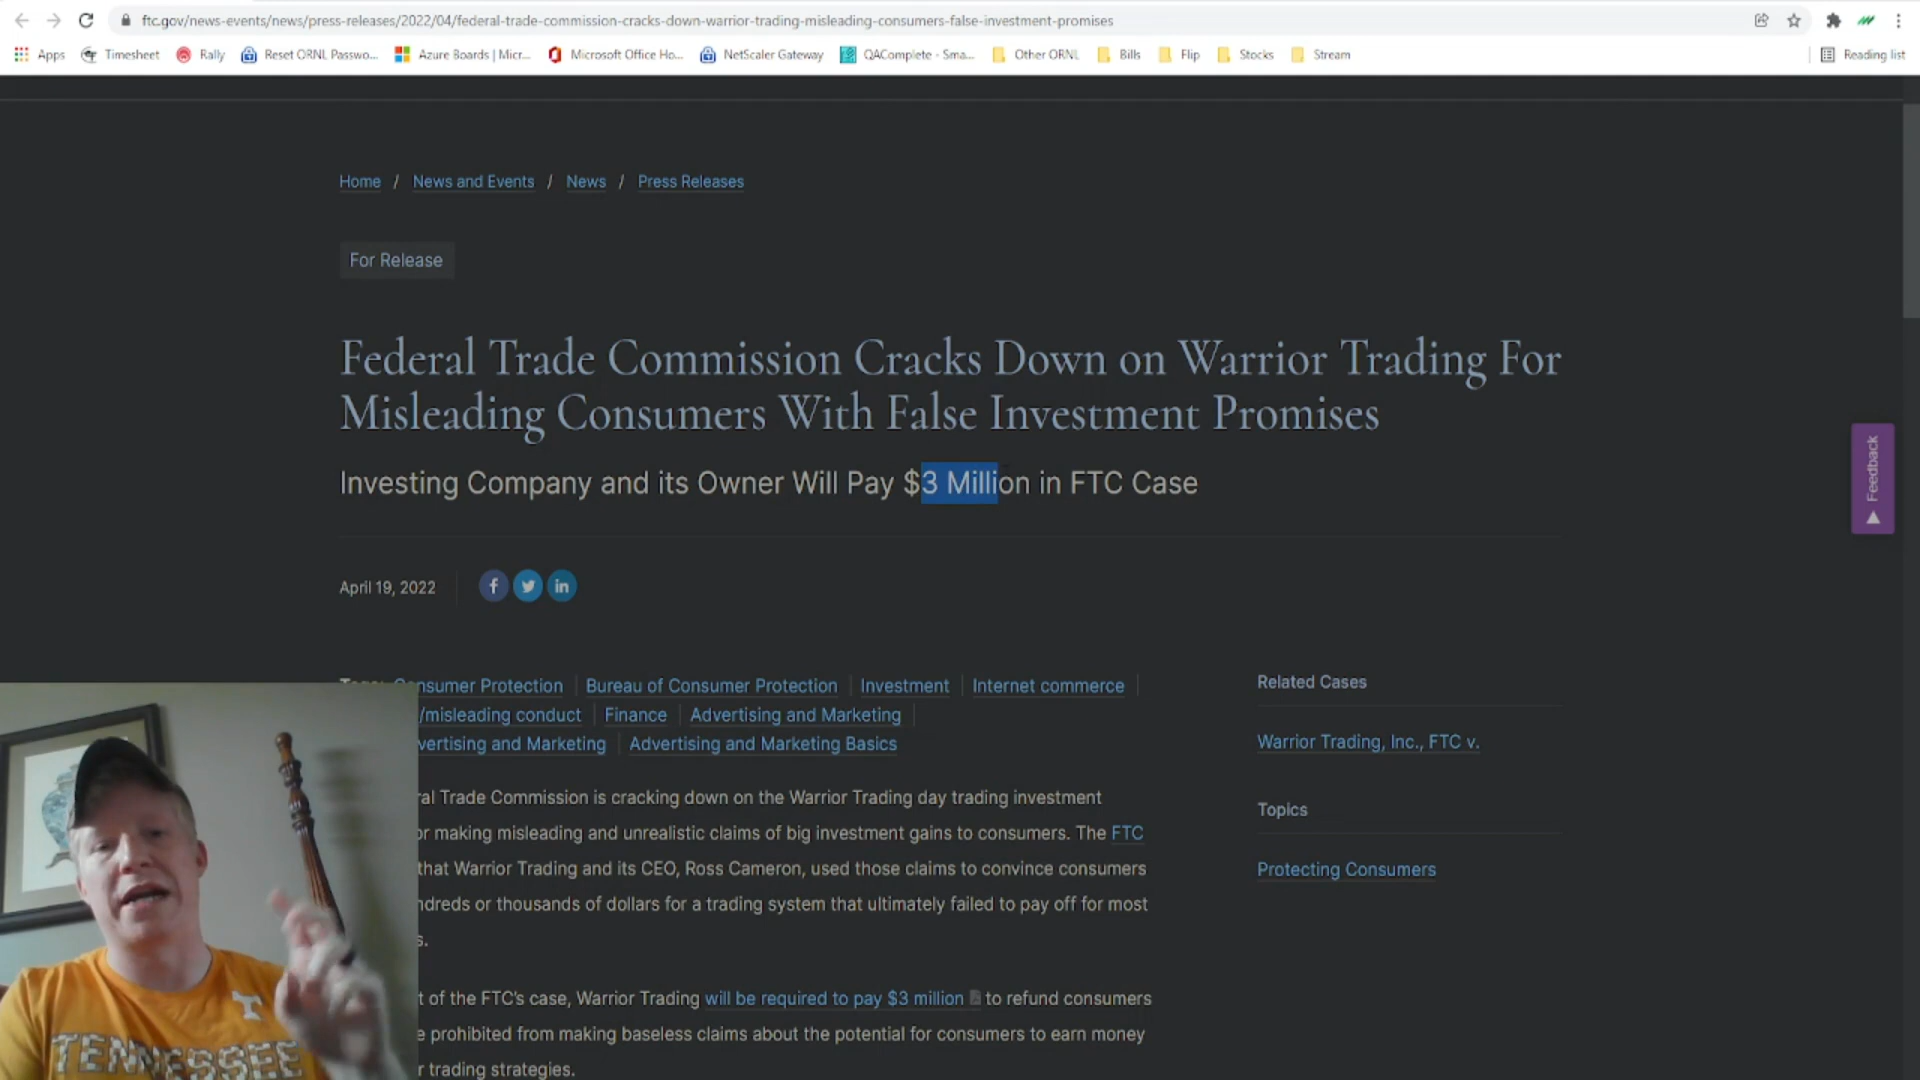 ftc.gov/news-events/news/press-releases/2022/04/federal-trade-commission-cracks-down-warrior-trading-misleading-consumers-false-investment-promises
Apps Timesheet Rally Reset ORNL Passwo... Azure Boards | Micr... Microsoft Office Ho... NetScaler Gateway QAComplete - Sma... Other ORNL Bills Flip Stocks Stream Reading list
Home / News and Events / News / Press Releases
For Release
Federal Trade Commission Cracks Down on Warrior Trading For
Misleading Consumers With False Investment Promises
Investing Company and its Owner Will Pay $3 Million in FTC Case
Feedback
April 19, 2022
Consumer Protection | Bureau of Consumer Protection | Investment | Internet commerce |
/misleading conduct | Finance | Advertising and Marketing |
vertising and Marketing | Advertising and Marketing Basics
Related Cases
Warrior Trading, Inc., FTC v.
Topics
Protecting Consumers
ral Trade Commission is cracking down on the Warrior Trading day trading investment
or making misleading and unrealistic claims of big investment gains to consumers. The FTC
that Warrior Trading and its CEO, Ross Cameron, used those claims to convince consumers
ndreds or thousands of dollars for a trading system that ultimately failed to pay off for most
s.
t of the FTC's case, Warrior Trading will be required to pay $3 million to refund consumers
e prohibited from making baseless claims about the potential for consumers to earn money
r trading strategies.
T
TENNESSEE